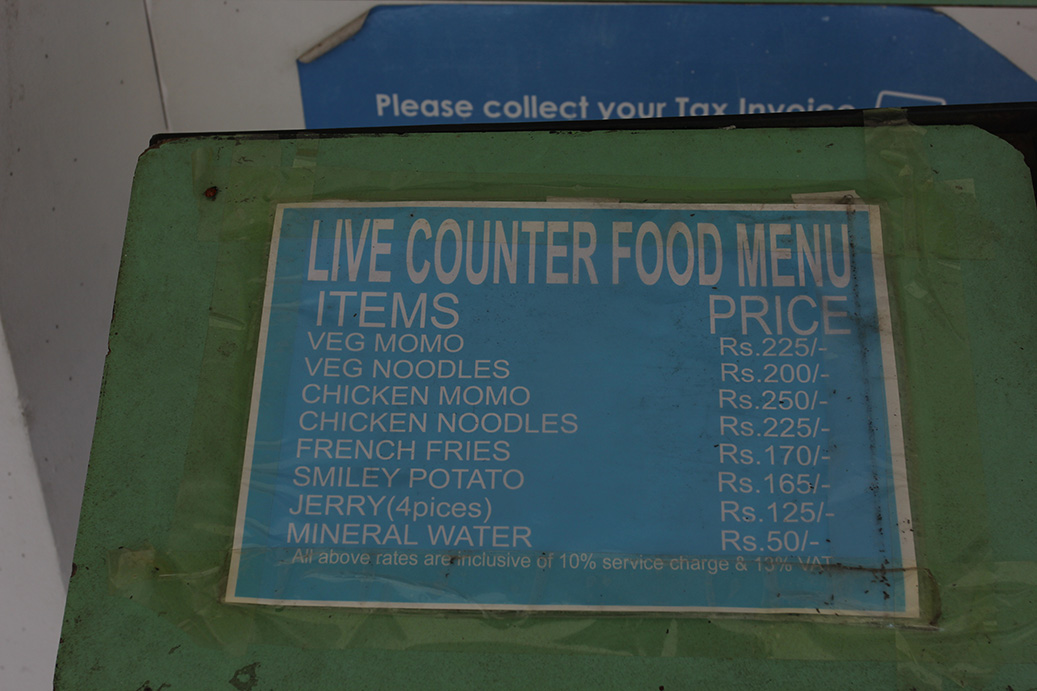 Please collect your Tax Invoice
LIVE COUNTER FOOD MENU
ITEMS PRICE
VEG MOMO Rs.225/-
VEG NOODLES Rs.200/-
CHICKEN MOMO Rs.250/-
CHICKEN NOODLES Rs.225/-
FRENCH FRIES Rs.170/-
SMILEY POTATO Rs.165/-
JERRY(4pices) Rs.125/-
MINERAL WATER Rs.50/-
All above rates are inclusive of 10% service charge & 13% VAT